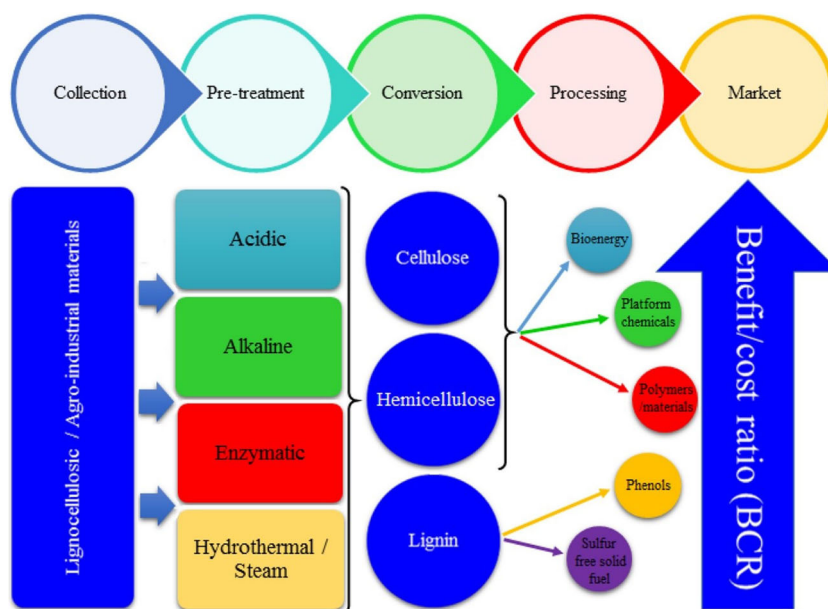 Collection
Pre-treatment
Conversion
Processing
Market
Lignocellulosic / Agro-industrial materials
Acidic
Alkaline
Enzymatic
Hydrothermal /
Steam
Cellulose
Hemicellulose
Lignin
Bioenergy
Platform
chemicals
Polymers
/materials
Phenols
Sulfur
free solid
fuel
Benefit/cost ratio (BCR)